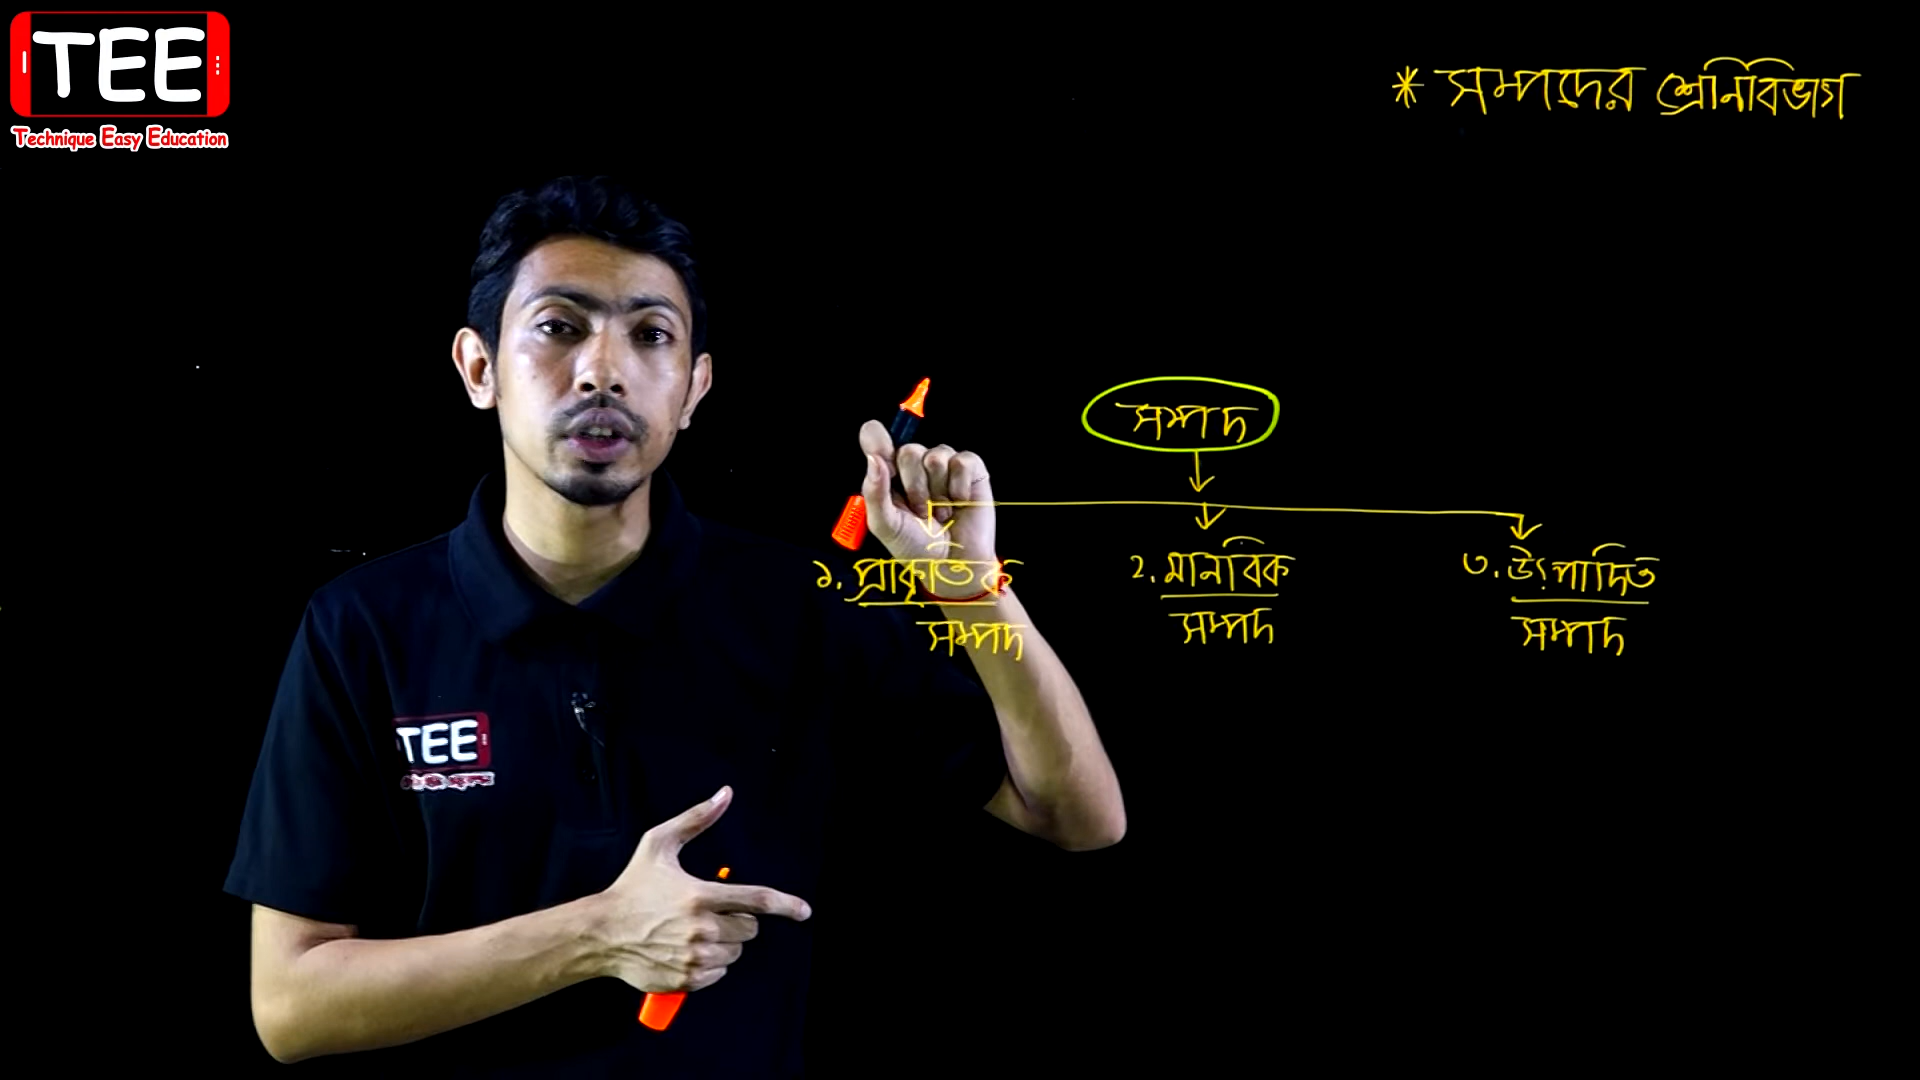 TEE
Technique Easy Education
* সম্পদের শ্রেনিবিভাগ
সম্পদ
১. প্রাকৃতিক সম্পদ
২. মানবিক সম্পদ
৩. উৎপাদিত সম্পদ
TEE